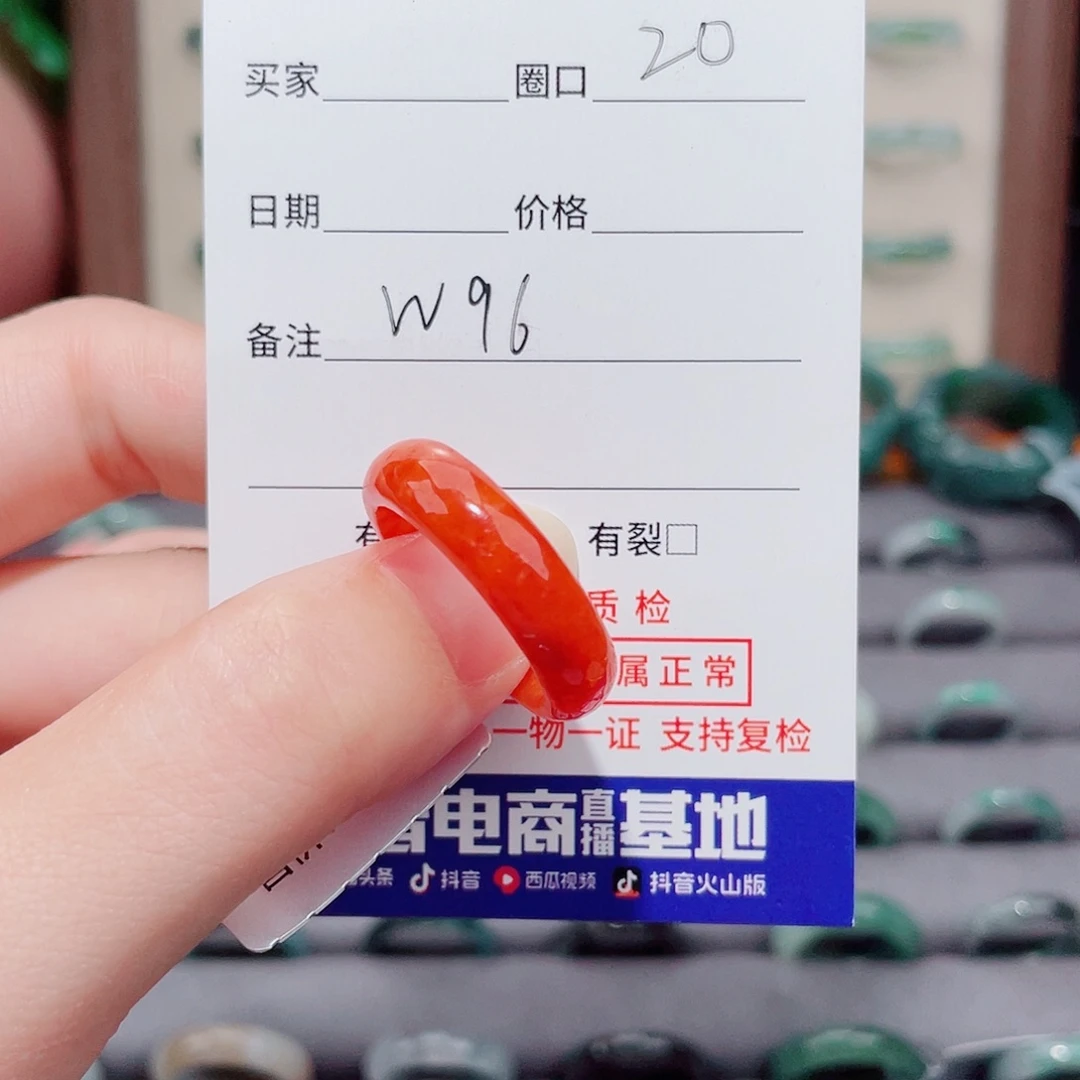 买家 圈口 20
日期 价格
备注 W96
有裂□
质检
属正常
一物一证 支持复检
电商直播基地
头条 抖音 西瓜视频 抖音火山版